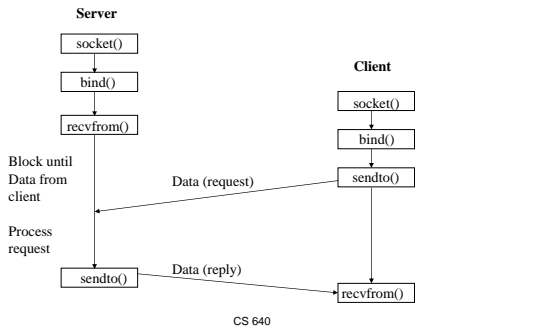 Server
socket()
bind()
recvfrom()
Block until
Data from
client
Process
request
sendto()
Client
socket()
bind()
sendto()
Data (request)
Data (reply)
recvfrom()
CS 640